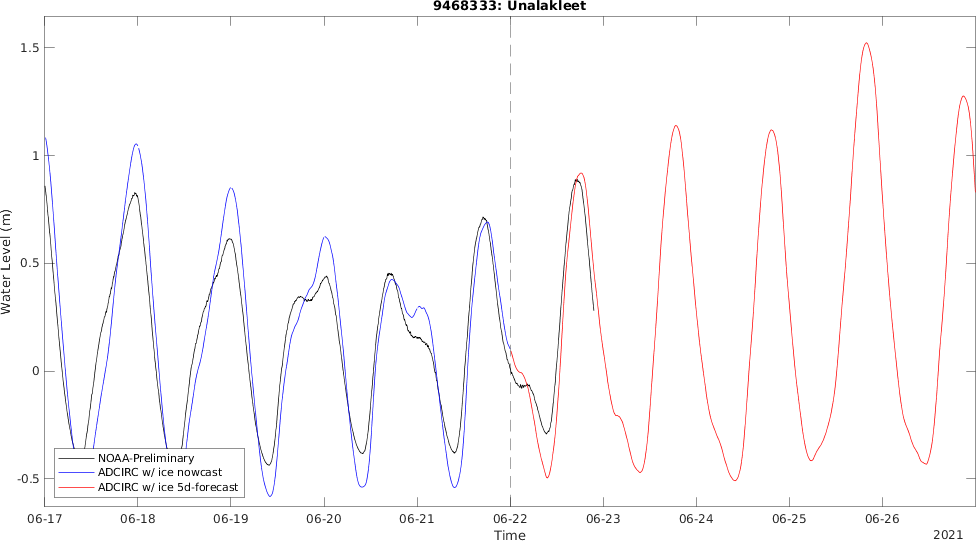 9468333: Unalakleet
Water Level (m)
1.5
1
0.5
0
-0.5
NOAA-Preliminary
ADCIRC w/ ice nowcast
ADCIRC w/ ice 5d-forecast
06-17 06-18 06-19 06-20 06-21 06-22 06-23 06-24 06-25 06-26
Time
2021